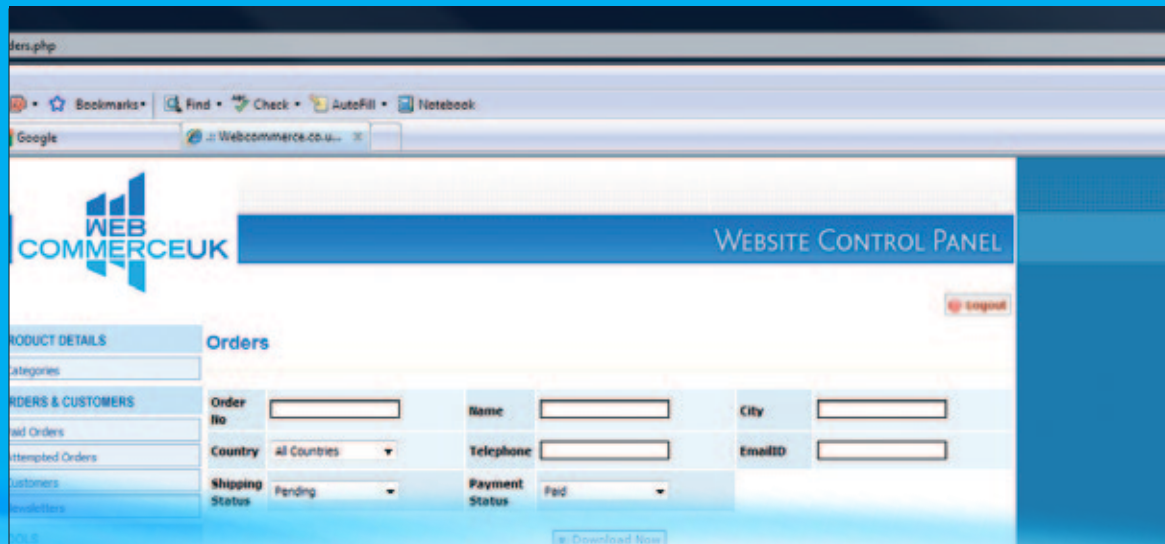 ders.php
Bookmarks Find Check AutoFill Notebook
Google .:: Webcommerce.co.u...
WEB
COMMERCEUK
WEBSITE CONTROL PANEL
Logout
RODUCT DETAILS
Orders
ategories
RDERS & CUSTOMERS
Order No Name City
aid Orders
Country All Countries Telephone EmailID
ttempted Orders
ustomers
Shipping Status Pending Payment Status Paid
ewsletters
OOLS
Download Now